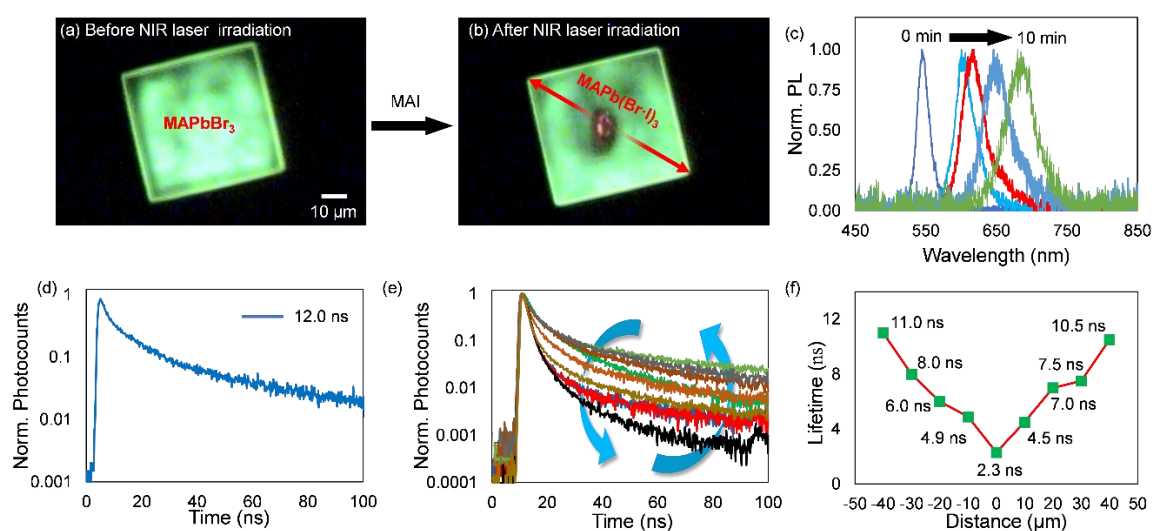 (a) Before NIR laser irradiation
MAPbBr3
10 µm
MAI
(b) After NIR laser irradiation
MAPb(Br·I)3
(c)
0 min
10 min
Norm. PL
1.00
0.75
0.50
0.25
0.00
450 550 650 750 850
Wavelength (nm)
(d)
12.0 ns
Norm. Photocounts
1
0.1
0.01
0.001
0 20 40 60 80 100
Time (ns)
(e)
Norm. Photocounts
1
0.1
0.01
0.001
0.0001
0 20 40 60 80 100
Time (ns)
(f)
Lifetime (ns)
12
8
4
0
11.0 ns
8.0 ns
6.0 ns
4.9 ns
2.3 ns
4.5 ns
7.0 ns
7.5 ns
10.5 ns
-50 -40 -30 -20 -10 0 10 20 30 40 50
Distance (µm)